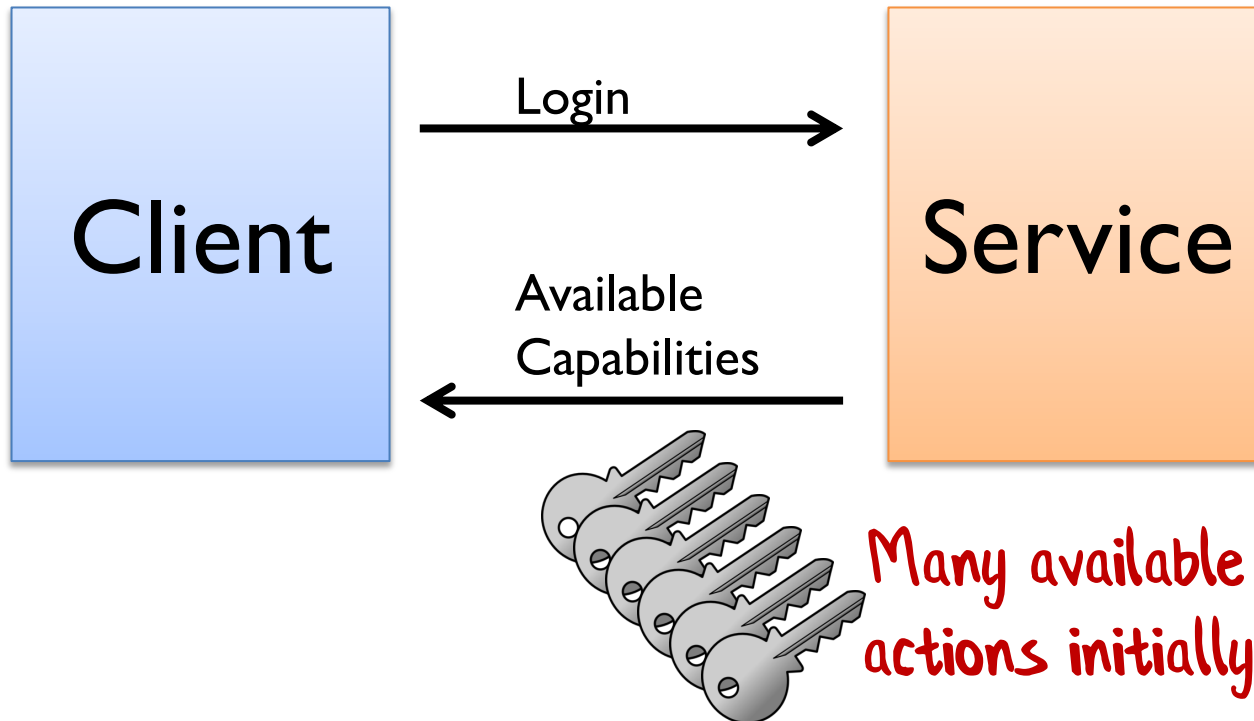 Client
Login
Available
Capabilities
Service
Many available
actions initially